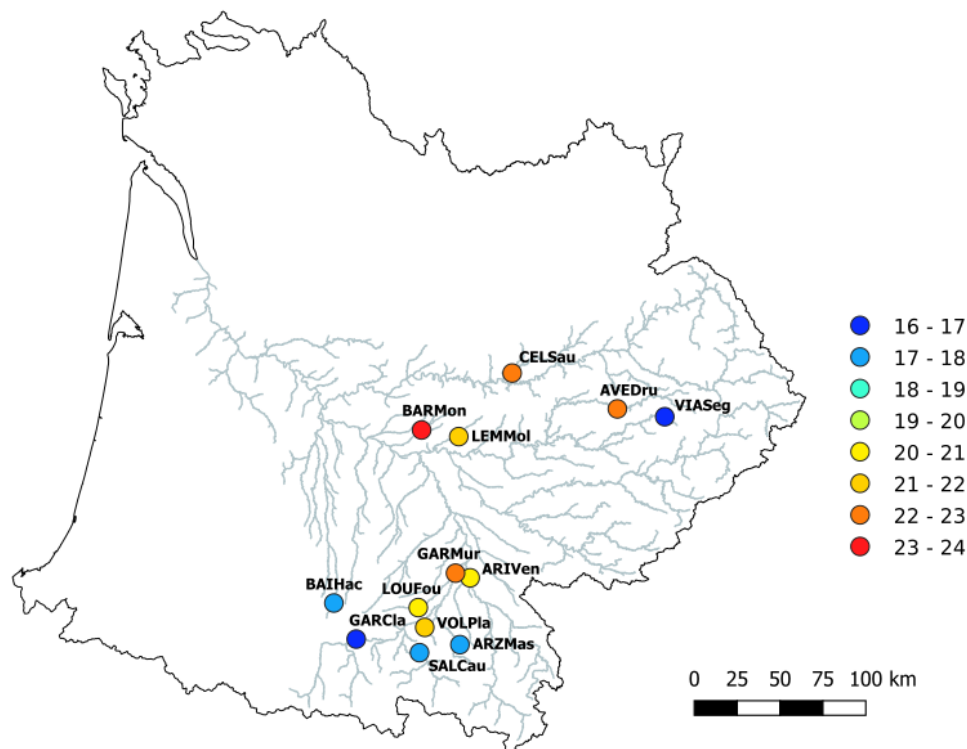 CELSau
AVEDru
VIASeg
BARMon
LEMMol
GARMur
ARIVen
BAIHac
LOUFou
GARCla
VOLPla
ARZMas
SALCau
16 - 17
17 - 18
18 - 19
19 - 20
20 - 21
21 - 22
22 - 23
23 - 24
0 25 50 75 100 km